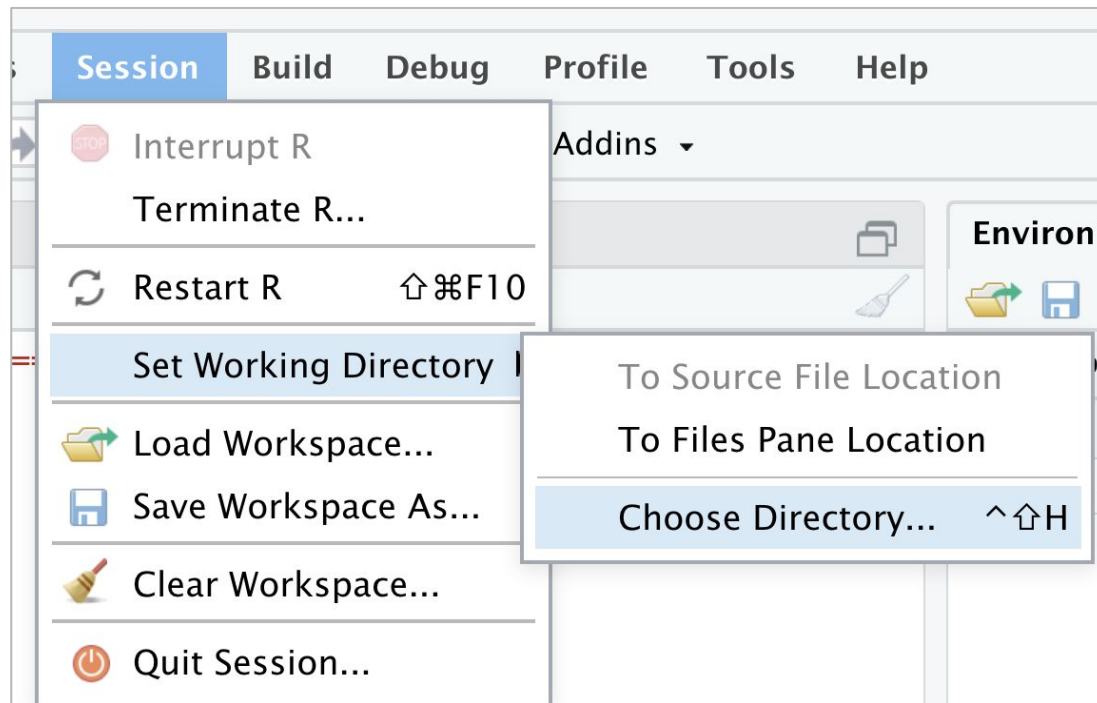 Session Build Debug Profile Tools Help
STOP Interrupt R Addins
Terminate R...
Environ
Restart R ⇧⌘F10
Set Working Directory
To Source File Location
To Files Pane Location
Load Workspace...
Save Workspace As...
Choose Directory... ^⇧H
Clear Workspace...
Quit Session...